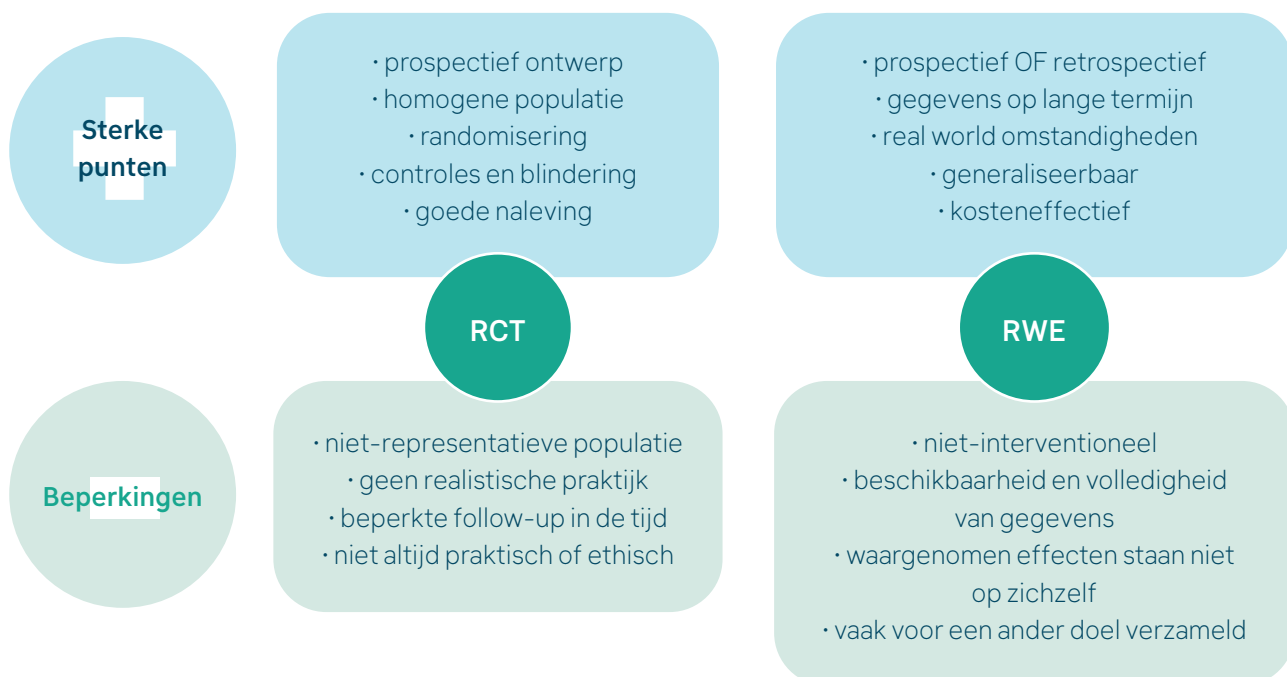 Sterke
punten
· prospectief ontwerp
· homogene populatie
· randomisering
· controles en blindering
· goede naleving
· prospectief OF retrospectief
· gegevens op lange termijn
· real world omstandigheden
· generaliseerbaar
· kosteneffectief
RCT
RWE
Beperkingen
· niet-representatieve populatie
· geen realistische praktijk
· beperkte follow-up in de tijd
· niet altijd praktisch of ethisch
· niet-interventioneel
· beschikbaarheid en volledigheid
van gegevens
· waargenomen effecten staan niet
op zichzelf
· vaak voor een ander doel verzameld